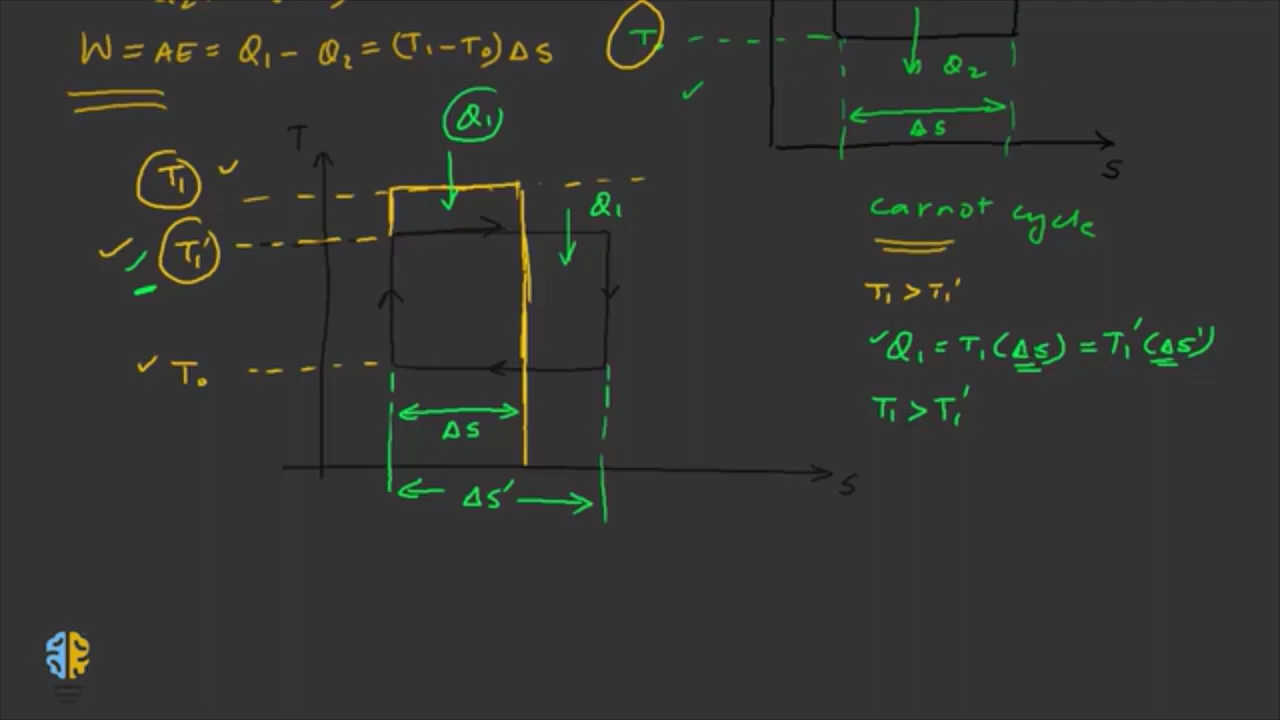 W = AE = Q₁ - Q₂ = (T₁ - T₀) ΔS
T₀
Q₂
ΔS
S
Q₁
T
T₁
T₁'
Q₁
T₀
ΔS
ΔS'
S
carnot cycle
T₁ > T₁'
Q₁ = T₁ (ΔS) = T₁' (ΔS')
T₁ > T₁'